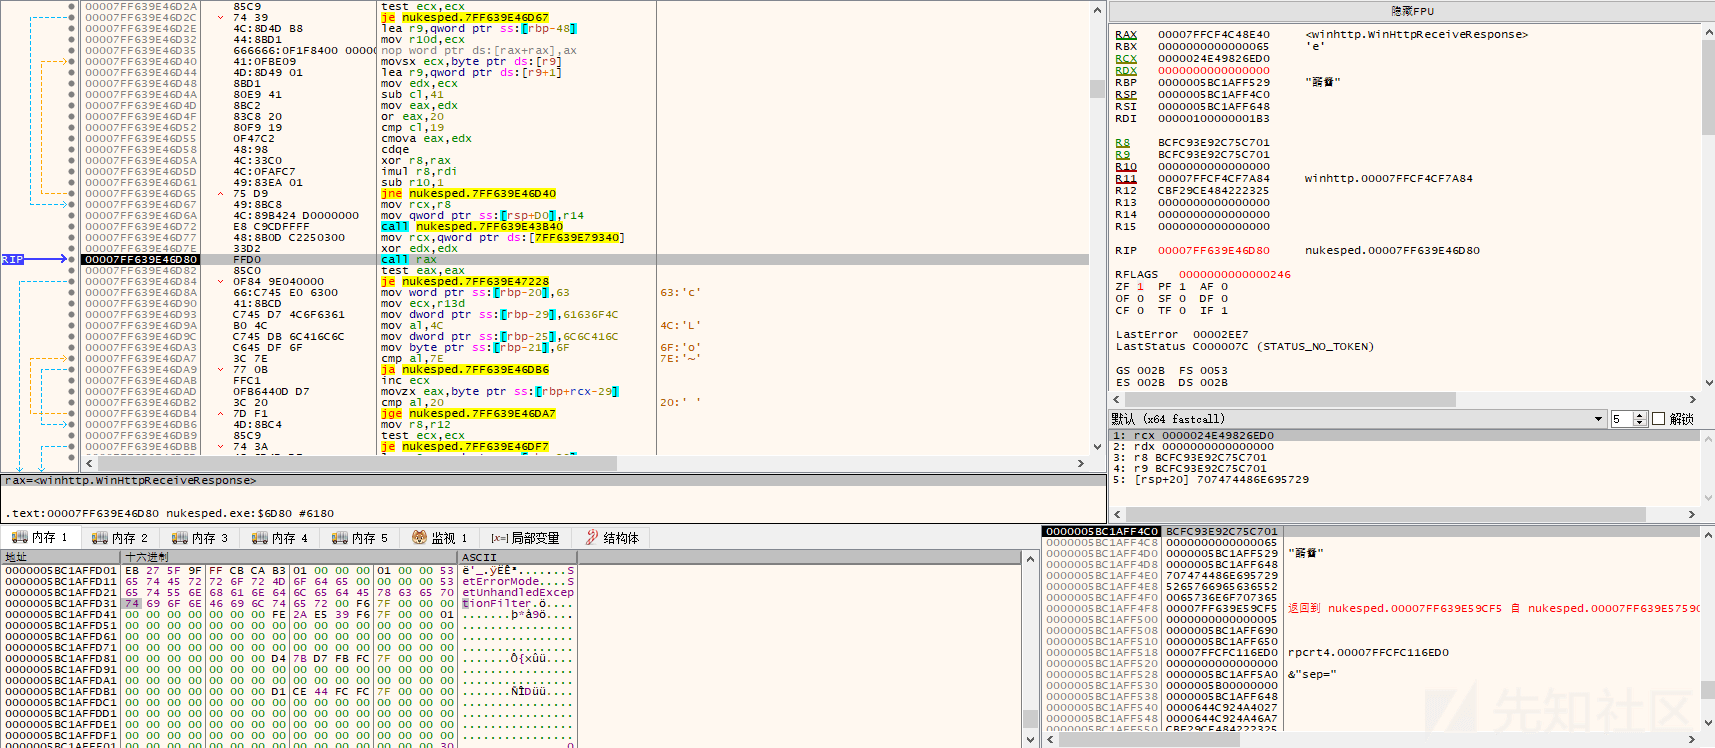 00007FF639E46D2A 85C9 test ecx,ecx
00007FF639E46D2C 74 39 je nukesped.7FF639E46D67
00007FF639E46D2E 4C:8D4D B8 lea r9,qword ptr ss:[rbp-48]
00007FF639E46D32 44:8BD1 mov r10d,ecx
00007FF639E46D35 666666:0F1F8400 00000 nop word ptr ds:[rax+rax],ax
00007FF639E46D40 41:0FBE09 movsx ecx,byte ptr ds:[r9]
00007FF639E46D44 4D:8D49 01 lea r9,qword ptr ds:[r9+1]
00007FF639E46D48 8BD1 mov edx,ecx
00007FF639E46D4A 80E9 41 sub cl,41
00007FF639E46D4D 8BC2 mov eax,edx
00007FF639E46D4F 83C8 20 or eax,20
00007FF639E46D52 80F9 19 cmp cl,19
00007FF639E46D55 0F47C2 cmova eax,edx
00007FF639E46D58 48:98 cdqe
00007FF639E46D5A 4C:33C0 xor r8,rax
00007FF639E46D5D 4C:0FAFC7 imul r8,rdi
00007FF639E46D61 49:83EA 01 sub r10,1
00007FF639E46D65 75 D9 jne nukesped.7FF639E46D40
00007FF639E46D67 49:8BC8 mov rcx,r8
00007FF639E46D6A 4C:89B424 D0000000 mov qword ptr ss:[rsp+D0],r14
00007FF639E46D72 E8 C9CDFFFF call nukesped.7FF639E43B40
00007FF639E46D77 48:8B0D C2250300 mov rcx,qword ptr ds:[7FF639E79340]
00007FF639E46D7E 33D2 xor edx,edx
RIP 00007FF639E46D80 FFD0 call rax
00007FF639E46D82 85C0 test eax,eax
00007FF639E46D84 0F84 9E040000 je nukesped.7FF639E47228
00007FF639E46D8A 66:C745 E0 6300 mov word ptr ss:[rbp-20],63 63:'c'
00007FF639E46D90 41:8BCD mov ecx,r13d
00007FF639E46D93 C745 D7 4C6F6361 mov dword ptr ss:[rbp-29],61636F4C
00007FF639E46D9A B0 4C mov al,4C 4C:'L'
00007FF639E46D9C C745 DB 6C416C6C mov dword ptr ss:[rbp-25],6C6C416C
00007FF639E46DA3 C645 DF 6F mov byte ptr ss:[rbp-21],6F 6F:'o'
00007FF639E46DA7 3C 7E cmp al,7E 7E:'~'
00007FF639E46DA9 77 0B ja nukesped.7FF639E46DB6
00007FF639E46DAB FFC1 inc ecx
00007FF639E46DAD 0FB6440D D7 movzx eax,byte ptr ss:[rbp+rcx-29]
00007FF639E46DB2 3C 20 cmp al,20 20:' '
00007FF639E46DB4 7D F1 jge nukesped.7FF639E46DA7
00007FF639E46DB6 4D:8BC4 mov r8,r12
00007FF639E46DB9 85C9 test ecx,ecx
00007FF639E46DBB 74 3A je nukesped.7FF639E46DF7
rax=<winhttp.WinHttpReceiveResponse>
.text:00007FF639E46D80 nukesped.exe:$6D80 #6180
隐藏FPU
RAX 00007FFCF4C48E40 <winhttp.WinHttpReceiveResponse>
RBX 0000000000000065 'e'
RCX 0000024E49826ED0
RDX 0000000000000000
RBP 0000005BC1AFF529
RSP 0000005BC1AFF4C0
RSI 0000005BC1AFF648
RDI 00000100000001B3
R8 BCFC93E92C75C701
R9 BCFC93E92C75C701
R10 0000000000000000
R11 00007FFCF4CF7A84 winhttp.00007FFCF4CF7A84
R12 CBF29CE484222325
R13 0000000000000000
R14 0000000000000000
R15 0000000000000000
RIP 00007FF639E46D80 nukesped.00007FF639E46D80
RFLAGS 0000000000000246
ZF 1 PF 1 AF 0
OF 0 SF 0 DF 0
CF 0 TF 0 IF 1
LastError 00002EE7
LastStatus C000007C (STATUS_NO_TOKEN)
GS 002B FS 0053
ES 002B DS 002B
默认 (x64 fastcall) 5 解锁
1: rcx 0000024E49826ED0
2: rdx 0000000000000000
3: r8 BCFC93E92C75C701
4: r9 BCFC93E92C75C701
5: [rsp+20] 707474486E695729
内存 1 内存 2 内存 3 内存 4 内存 5 监视 1 [x=] 局部变量 结构体
地址 十六进制 ASCII
0000005BC1AFFD01 EB 27 5F 9F FF CB CA B3 01 00 00 00 01 00 00 53
0000005BC1AFFD11 65 74 45 72 72 6F 72 4D 6F 64 65 00 00 00 00 53 etErrorMode....S
0000005BC1AFFD21 65 74 55 6E 68 61 6E 64 6C 65 64 45 78 63 65 70 etUnhandledExcep
0000005BC1AFFD31 74 69 6F 6E 46 69 6C 74 65 72 00 F6 7F 00 00 00 tionFilter.ö....
0000005BC1AFFD41 00 00 00 00 00 00 00 FE 2A E5 39 F6 7F 00 00 01 .......þ*å9ö....
0000005BC1AFFD51 00 00 00 00 00 00 00 00 00 00 00 00 00 00 00 00 ................
0000005BC1AFFD61 00 00 00 00 00 00 00 00 00 00 00 00 00 00 00 00 ................
0000005BC1AFFD71 00 00 00 00 00 00 00 00 00 00 00 00 00 00 00 00 ................
0000005BC1AFFD81 00 00 00 00 00 00 00 D4 7B D7 FB FC 7F 00 00 00 .......Ô{×ûü....
0000005BC1AFFD91 00 00 00 00 00 00 00 00 00 00 00 00 00 00 00 00 ................
0000005BC1AFFDA1 00 00 00 00 00 00 00 00 00 00 00 00 00 00 00 00 ................
0000005BC1AFFDB1 00 00 00 00 00 00 00 D1 CE 44 FC FC 7F 00 00 00 .......ÑÎDüü....
0000005BC1AFFDC1 00 00 00 00 00 00 00 00 00 00 00 00 00 00 00 00 ................
0000005BC1AFFDD1 00 00 00 00 00 00 00 00 00 00 00 00 00 00 00 00 ................
0000005BC1AFFDE1 00 00 00 00 00 00 00 00 00 00 00 00 00 00 00 00 ................
0000005BC1AFFDF1 00 00 00 00 00 00 00 00 00 00 00 00 00 00 00 00 ................
0000005BC1AFF4C0 BCFC93E92C75C701
0000005BC1AFF4C8 0000000000000065
0000005BC1AFF4D0 0000005BC1AFF529
0000005BC1AFF4D8 0000005BC1AFF648
0000005BC1AFF4E0 707474486E695729
0000005BC1AFF4E8 5265766965636552
0000005BC1AFF4F0 0065736E6F707365
0000005BC1AFF4F8 00007FF639E59CF5 返回到 nukesped.00007FF639E59CF5 自 nukesped.00007FF639E5759C
0000005BC1AFF500 0000000000000005
0000005BC1AFF508 0000005BC1AFF690
0000005BC1AFF510 0000005BC1AFF650
0000005BC1AFF518 00007FFCFC116ED0 rpcrt4.00007FFCFC116ED0
0000005BC1AFF520 0000000000000000
0000005BC1AFF528 0000005BC1AFF5A0 &"sep="
0000005BC1AFF530 0000005B00000000
0000005BC1AFF538 0000005BC1AFF648
0000005BC1AFF540 0000644C924A4027
0000005BC1AFF548 0000644C924A46A7
0000005BC1AFF550 CBF29CE484222325
先知社区